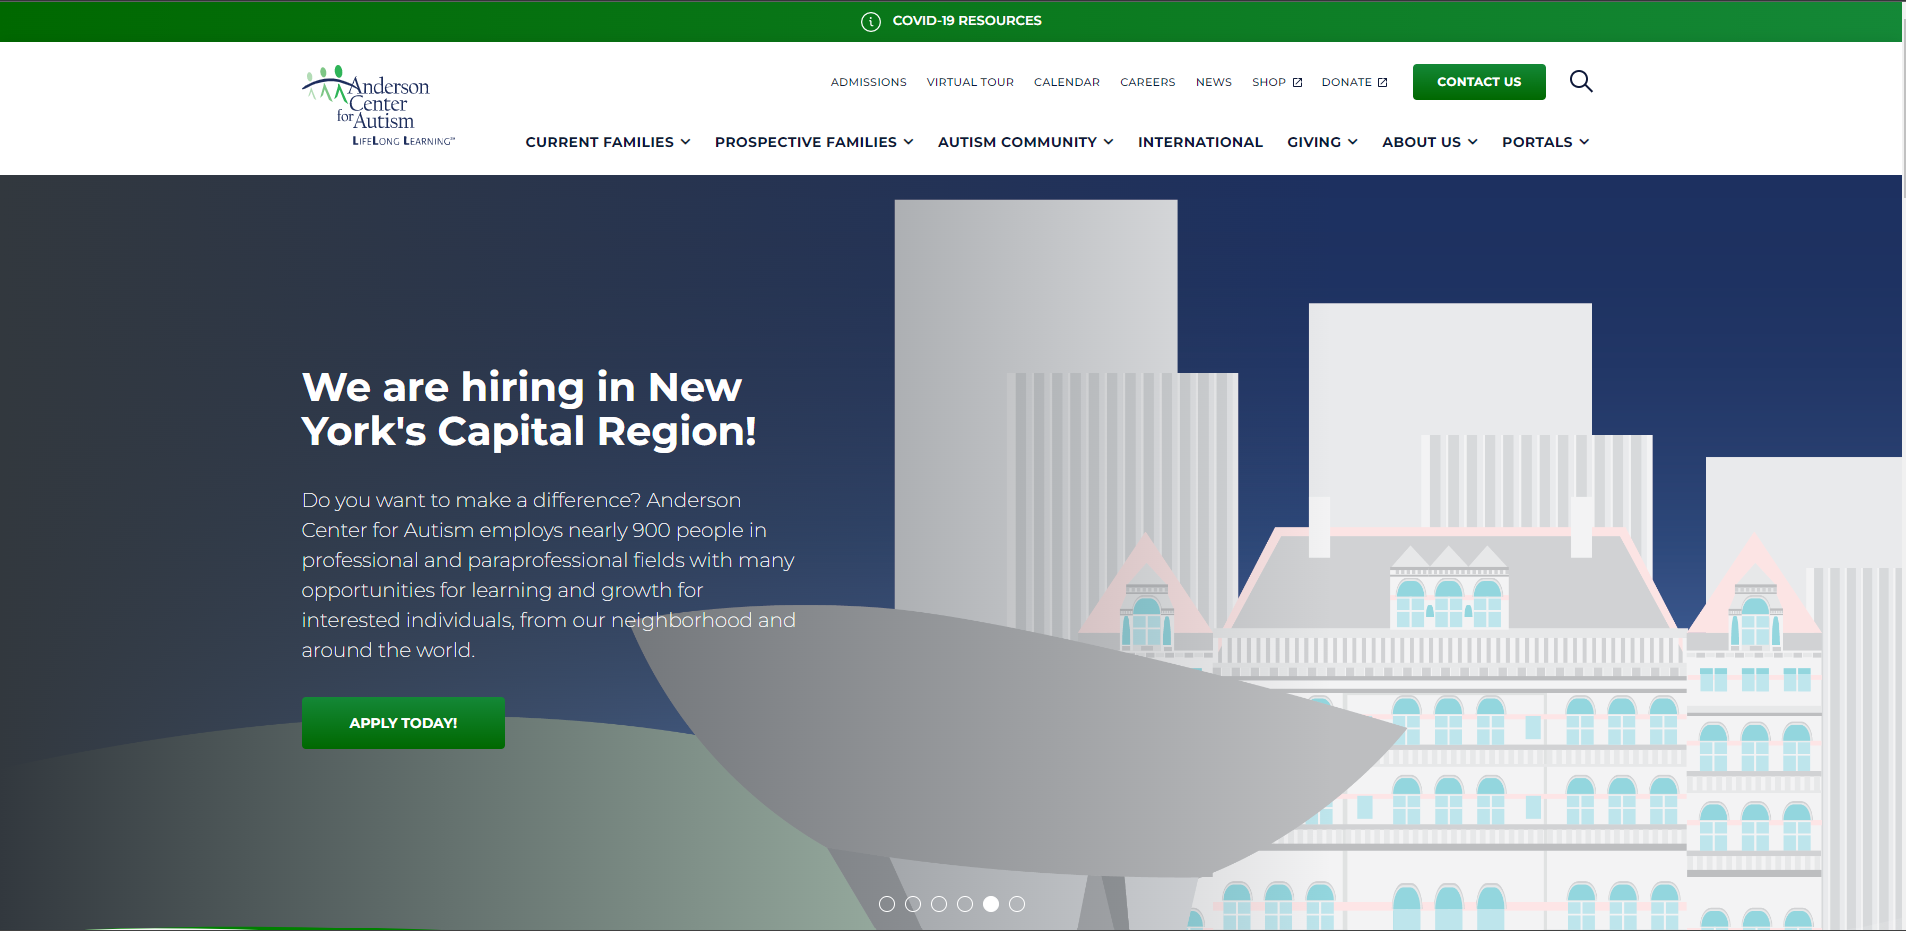 COVID-19 RESOURCES
Anderson
Center
for Autism
LIFELONG LEARNING™
ADMISSIONS VIRTUAL TOUR CALENDAR CAREERS NEWS SHOP DONATE CONTACT US
CURRENT FAMILIES PROSPECTIVE FAMILIES AUTISM COMMUNITY INTERNATIONAL GIVING ABOUT US PORTALS
We are hiring in New
York's Capital Region!
Do you want to make a difference? Anderson
Center for Autism employs nearly 900 people in
professional and paraprofessional fields with many
opportunities for learning and growth for
interested individuals, from our neighborhood and
around the world.
APPLY TODAY!